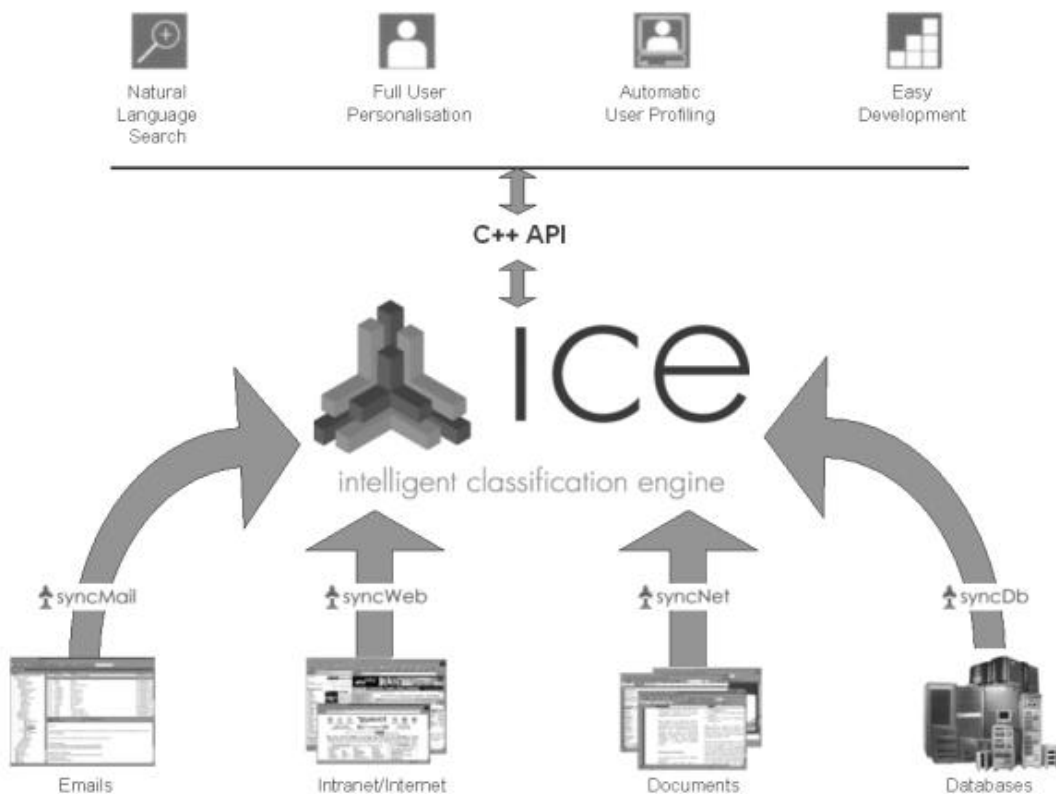 Natural
Language
Search
Full User
Personalisation
Automatic
User Profiling
Easy
Development
C++ API
ice
intelligent classification engine
syncMail
syncWeb
syncNet
syncDb
Emails
Intranet/Internet
Documents
Databases